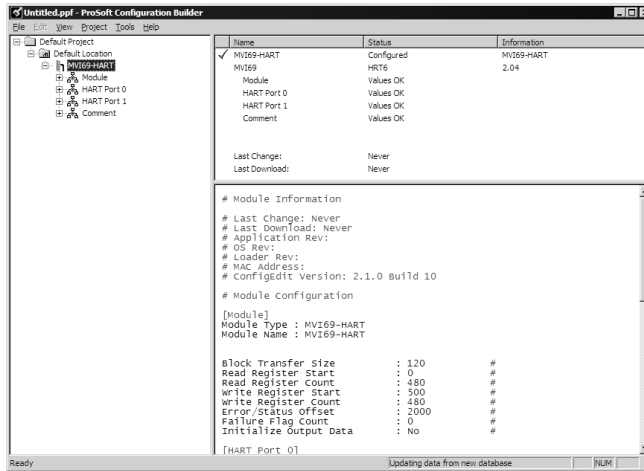 Untitled.ppf - ProSoft Configuration Builder
File Edit View Project Tools Help
Default Project
Default Location
MVI69-HART
Module
HART Port 0
HART Port 1
Comment
Name Status Information
MVI69-HART Configured MVI69-HART
MVI69 HRT6 2.04
Module Values OK
HART Port 0 Values OK
HART Port 1 Values OK
Comment Values OK
Last Change: Never
Last Download: Never
# Module Information
# Last Change: Never
# Last Download: Never
# Application Rev:
# OS Rev:
# Loader Rev:
# MAC Address:
# ConfigEdit Version: 2.1.0 Build 10
# Module Configuration
[Module]
Module Type : MVI69-HART
Module Name : MVI69-HART
Block Transfer Size : 120 #
Read Register Start : 0 #
Read Register Count : 480 #
Write Register Start : 500 #
Write Register Count : 480 #
Error/Status Offset : 2000 #
Failure Flag Count : 0 #
Initialize Output Data : No #
[HART Port 0]
Ready Updating data from new database NUM